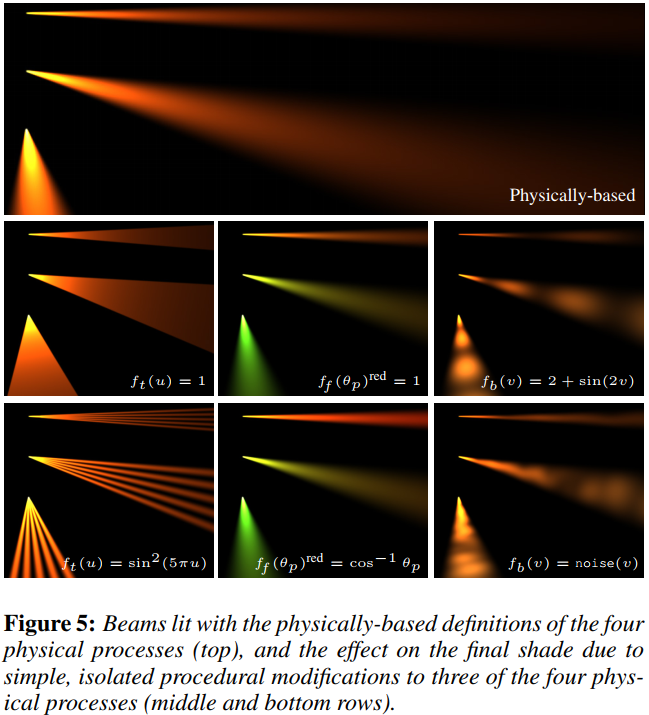 Physically-based
f_t(u) = 1
f_f(θ_p)^red = 1
f_b(v) = 2 + sin(2v)
f_t(u) = sin²(5πu)
f_f(θ_p)^red = cos⁻¹ θ_p
f_b(v) = noise(v)
Figure 5: Beams lit with the physically-based definitions of the four
physical processes (top), and the effect on the final shade due to
simple, isolated procedural modifications to three of the four phys-
ical processes (middle and bottom rows).